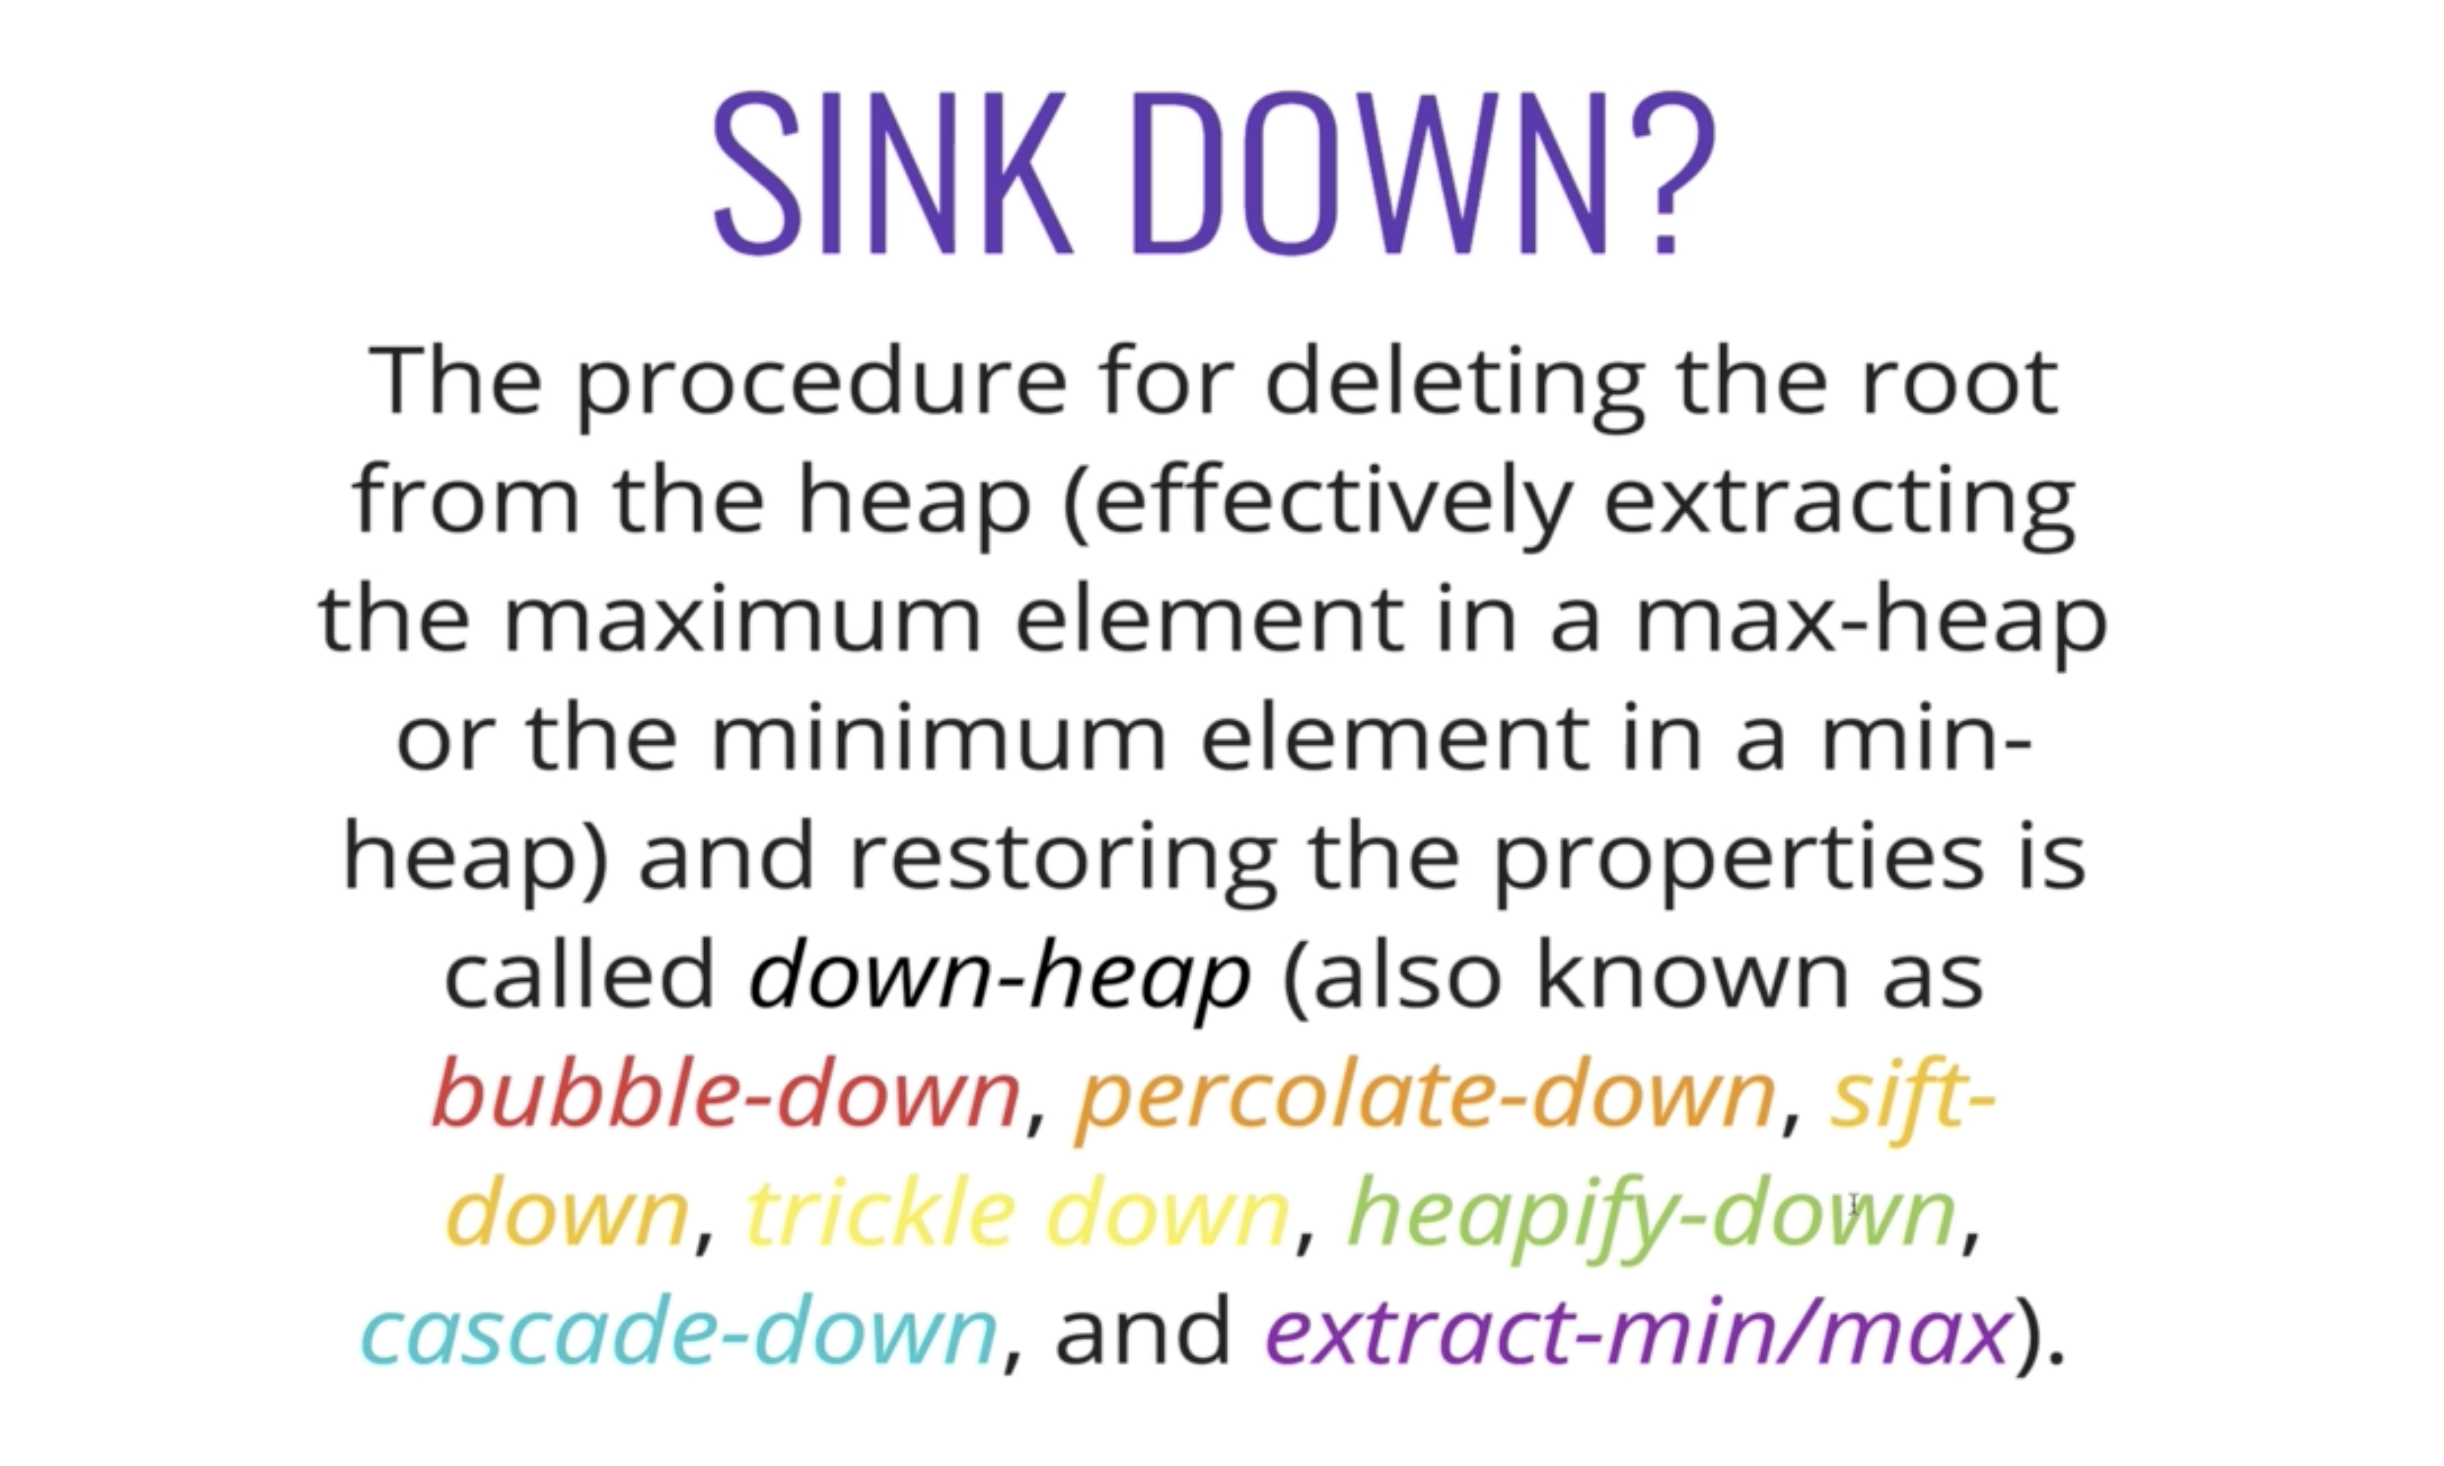 SINK DOWN?
The procedure for deleting the root
from the heap (effectively extracting
the maximum element in a max-heap
or the minimum element in a min-
heap) and restoring the properties is
called down-heap (also known as
bubble-down, percolate-down, sift-
down, trickle down, heapify-down,
cascade-down, and extract-min/max).